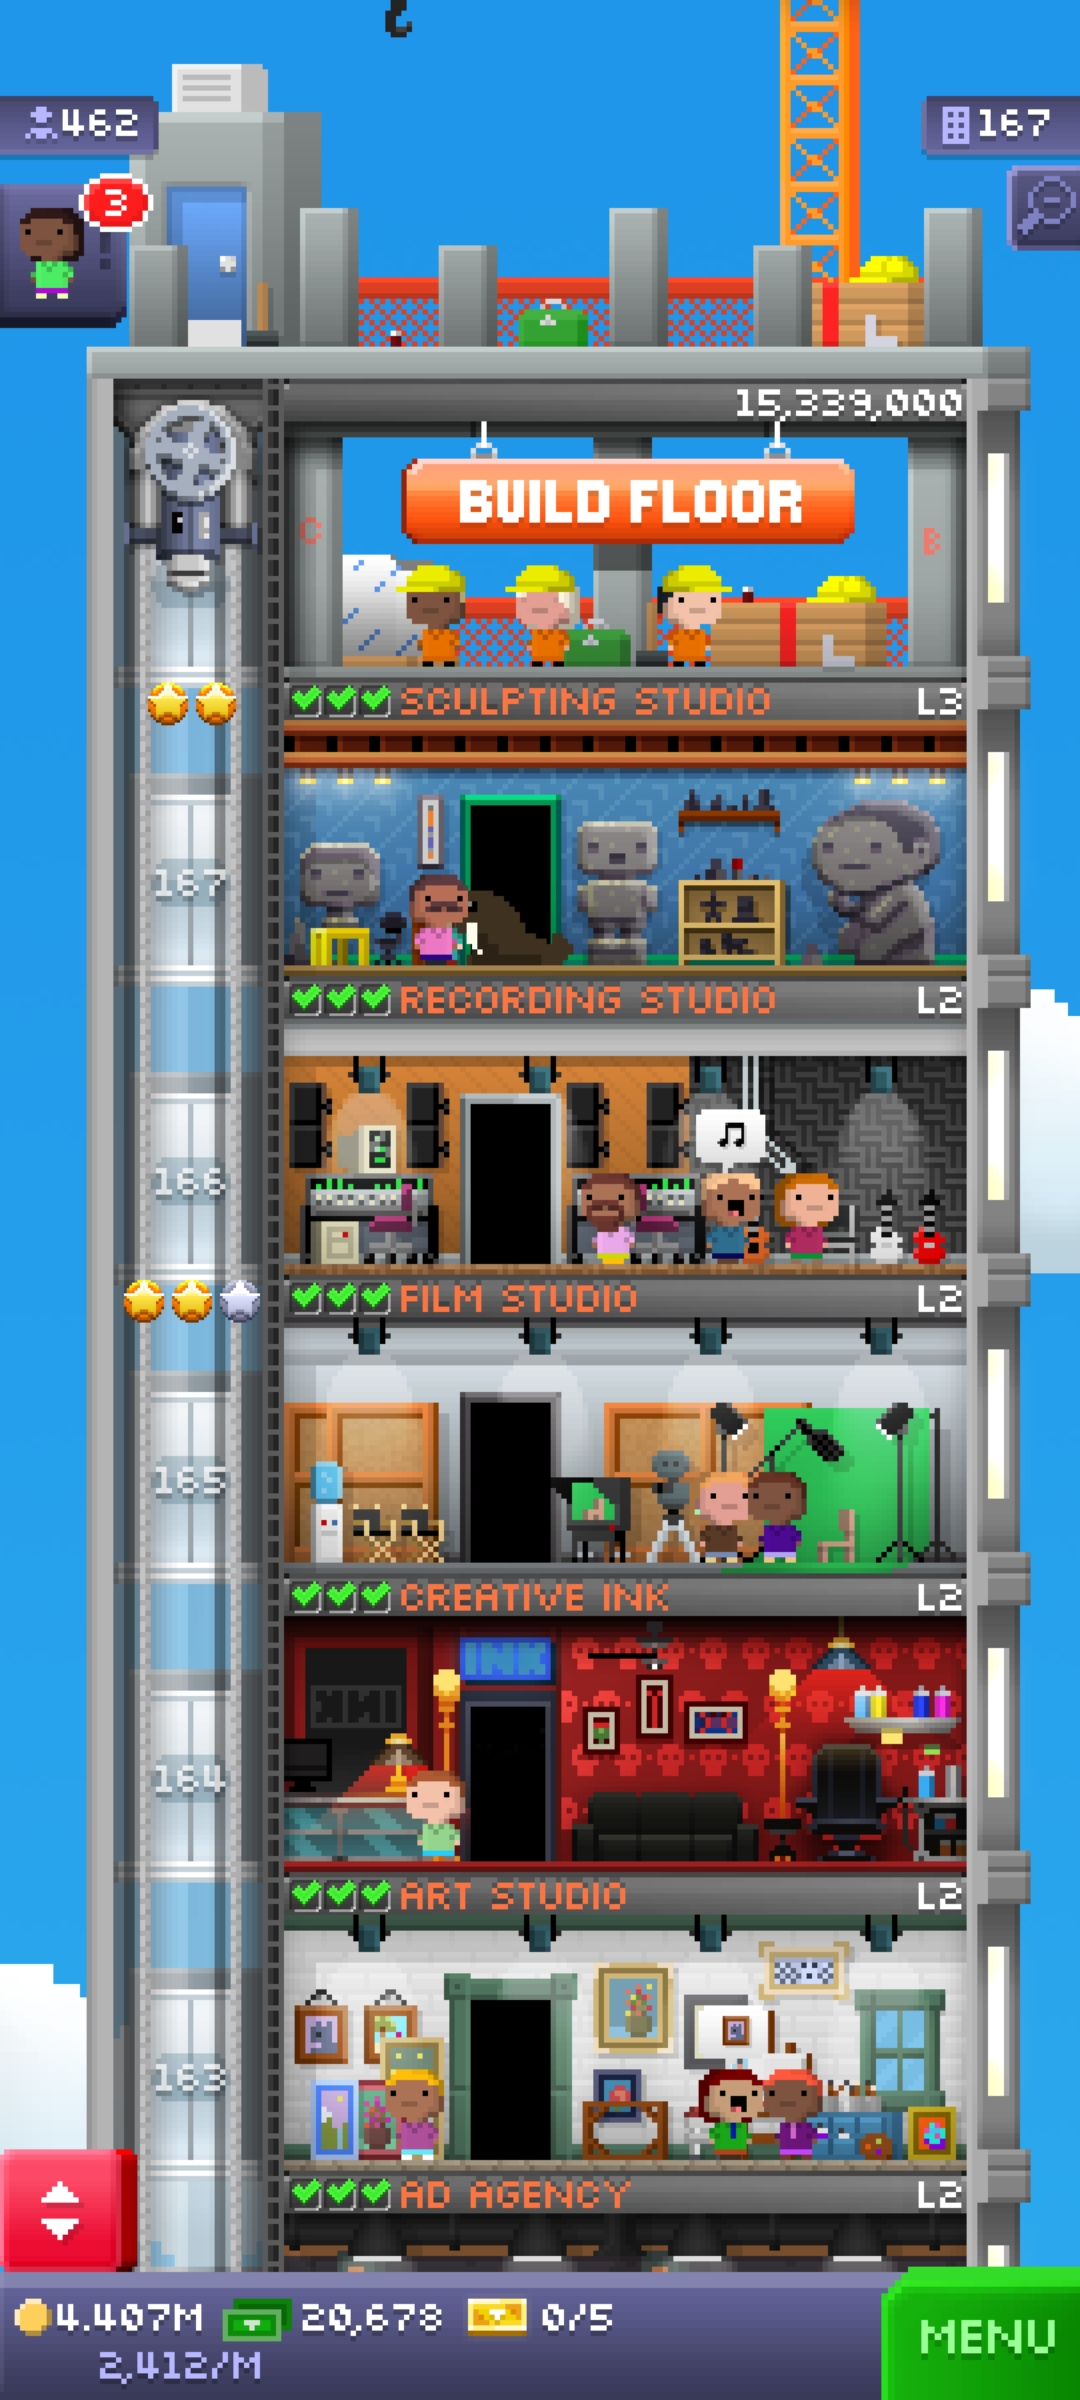 462
167
3
15,339,000
BUILD FLOOR
C
B
SCULPTING STUDIO L3
167
RECORDING STUDIO L2
166
FILM STUDIO L2
165
CREATIVE INK L2
INK
INK
164
ART STUDIO L2
163
AD AGENCY L2
4.407M 20,678 0/5
2,412/M
MENU